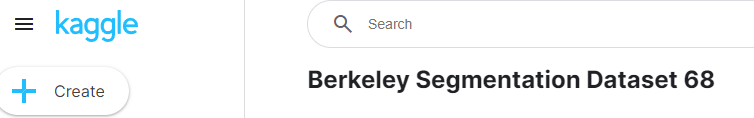 kaggle
Search
Berkeley Segmentation Dataset 68
Create